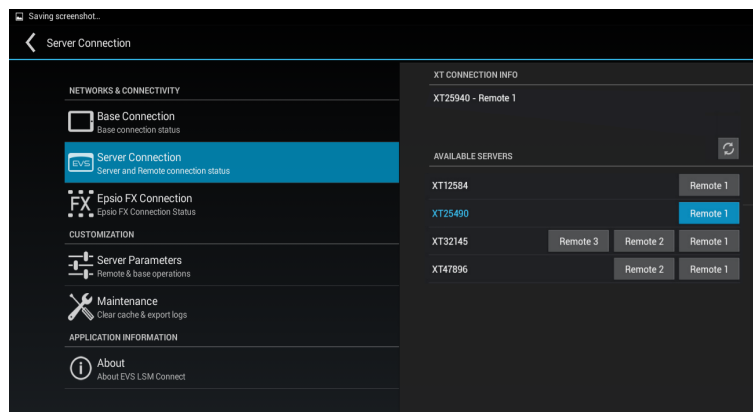 Saving screenshot...
Server Connection
NETWORKS & CONNECTIVITY
Base Connection
Base connection status
EVS
Server Connection
Server and Remote connection status
FX
Epsio FX Connection
Epsio FX Connection Status
CUSTOMIZATION
Server Parameters
Remote & base operations
Maintenance
Clear cache & export logs
APPLICATION INFORMATION
About
About EVS LSM Connect
XT CONNECTION INFO
XT25940 - Remote 1
AVAILABLE SERVERS
XT12584 Remote 1
XT25490 Remote 1
XT32145 Remote 3 Remote 2 Remote 1
XT47896 Remote 2 Remote 1